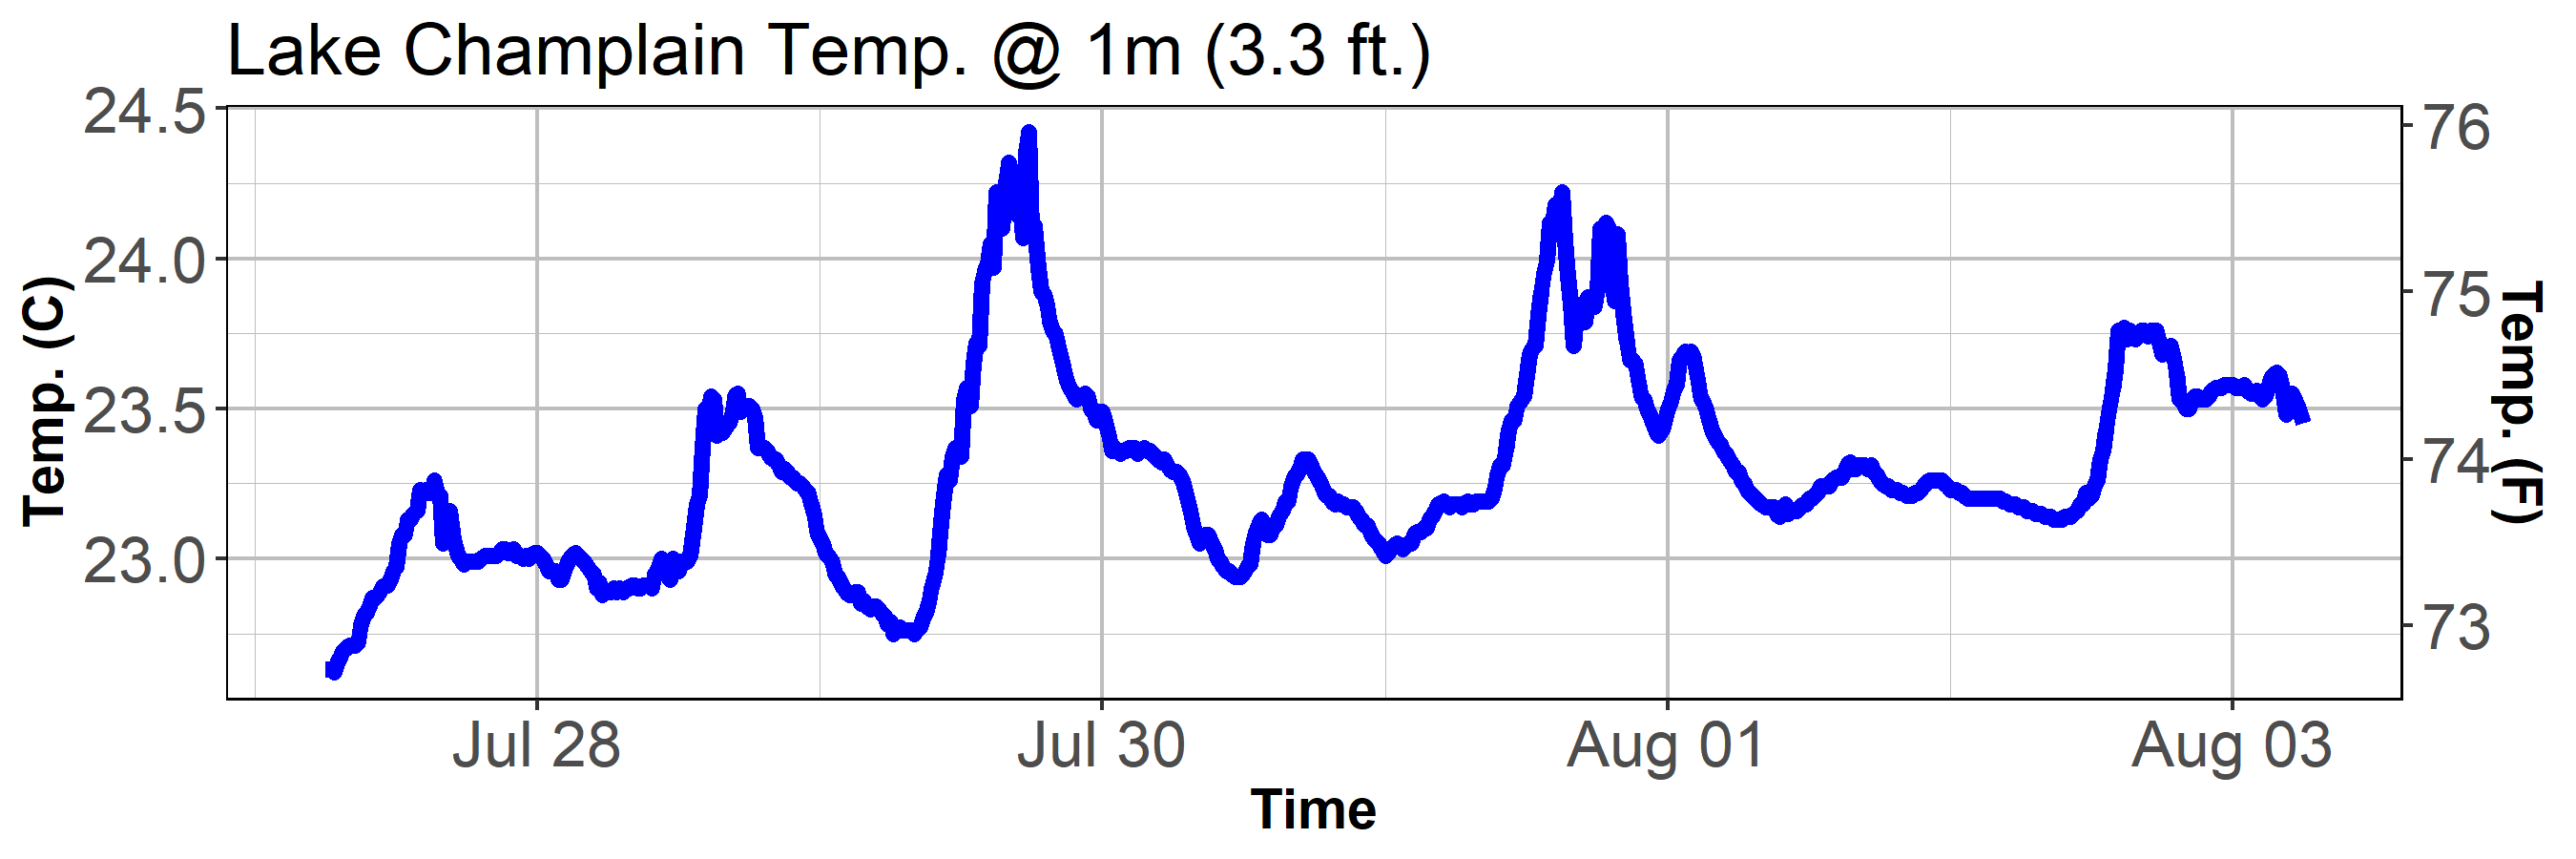 Lake Champlain Temp. @ 1m (3.3 ft.)
24.5
24.0
23.5
23.0
Temp. (C)
76
75
74
73
Temp. (F)
Jul 28
Jul 30
Aug 01
Aug 03
Time